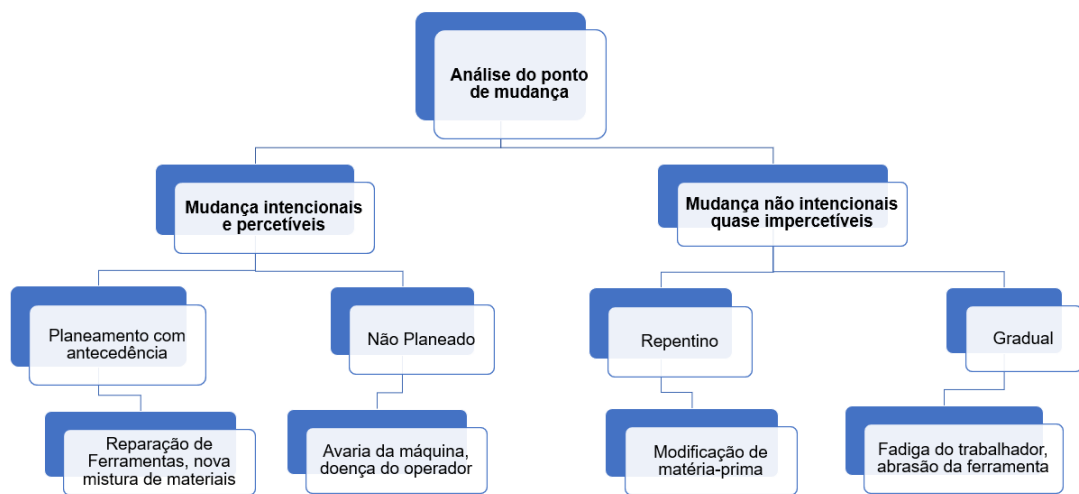 Análise do ponto
de mudança
Mudança intencionais
e percetíveis
Mudança não intencionais
quase impercetíveis
Planeamento com
antecedência
Não Planeado
Repentino
Gradual
Reparação de
Ferramentas, nova
mistura de materiais
Avaria da máquina,
doença do operador
Modificação de
matéria-prima
Fadiga do trabalhador,
abrasão da ferramenta